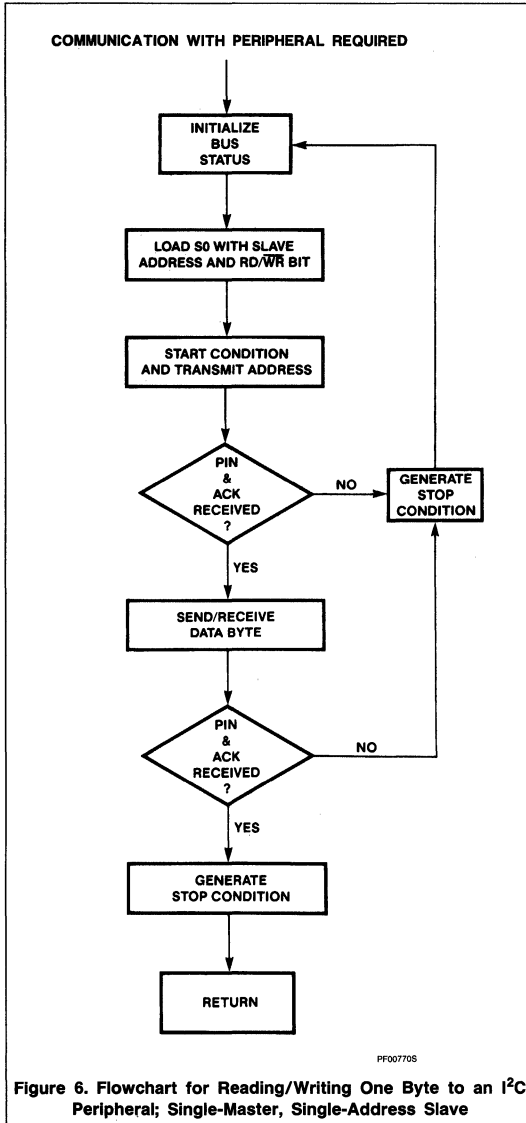 COMMUNICATION WITH PERIPHERAL REQUIRED
INITIALIZE
BUS
STATUS
LOAD S0 WITH SLAVE
ADDRESS AND RD/W̅R̅ BIT
START CONDITION
AND TRANSMIT ADDRESS
PIN
&
ACK
RECEIVED
?
NO
GENERATE
STOP
CONDITION
YES
SEND/RECEIVE
DATA BYTE
PIN
&
ACK
RECEIVED
?
NO
YES
GENERATE
STOP CONDITION
RETURN
PF00770S
Figure 6. Flowchart for Reading/Writing One Byte to an I²C
Peripheral; Single-Master, Single-Address Slave